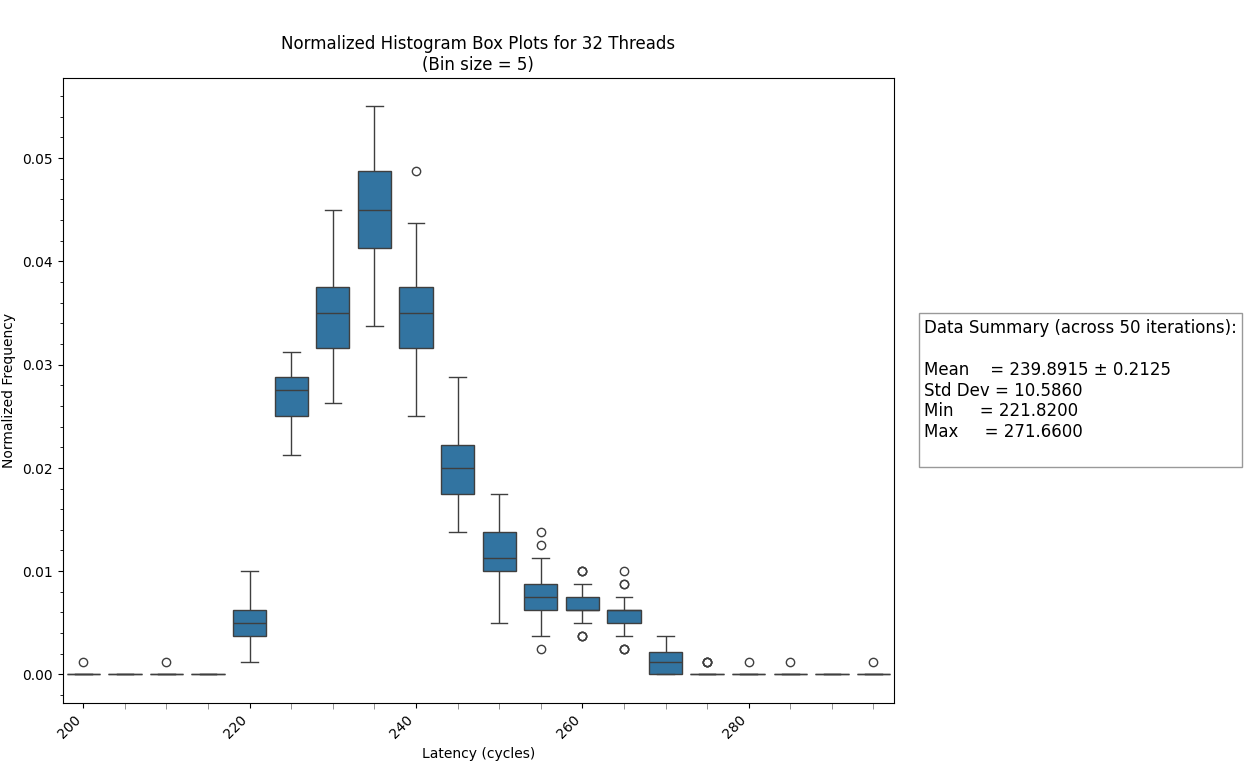 Normalized Histogram Box Plots for 32 Threads
(Bin size = 5)
Normalized Frequency
0.05
0.04
0.03
0.02
0.01
0.00
200
220
240
260
280
Latency (cycles)
Data Summary (across 50 iterations):
Mean = 239.8915 ± 0.2125
Std Dev = 10.5860
Min = 221.8200
Max = 271.6600